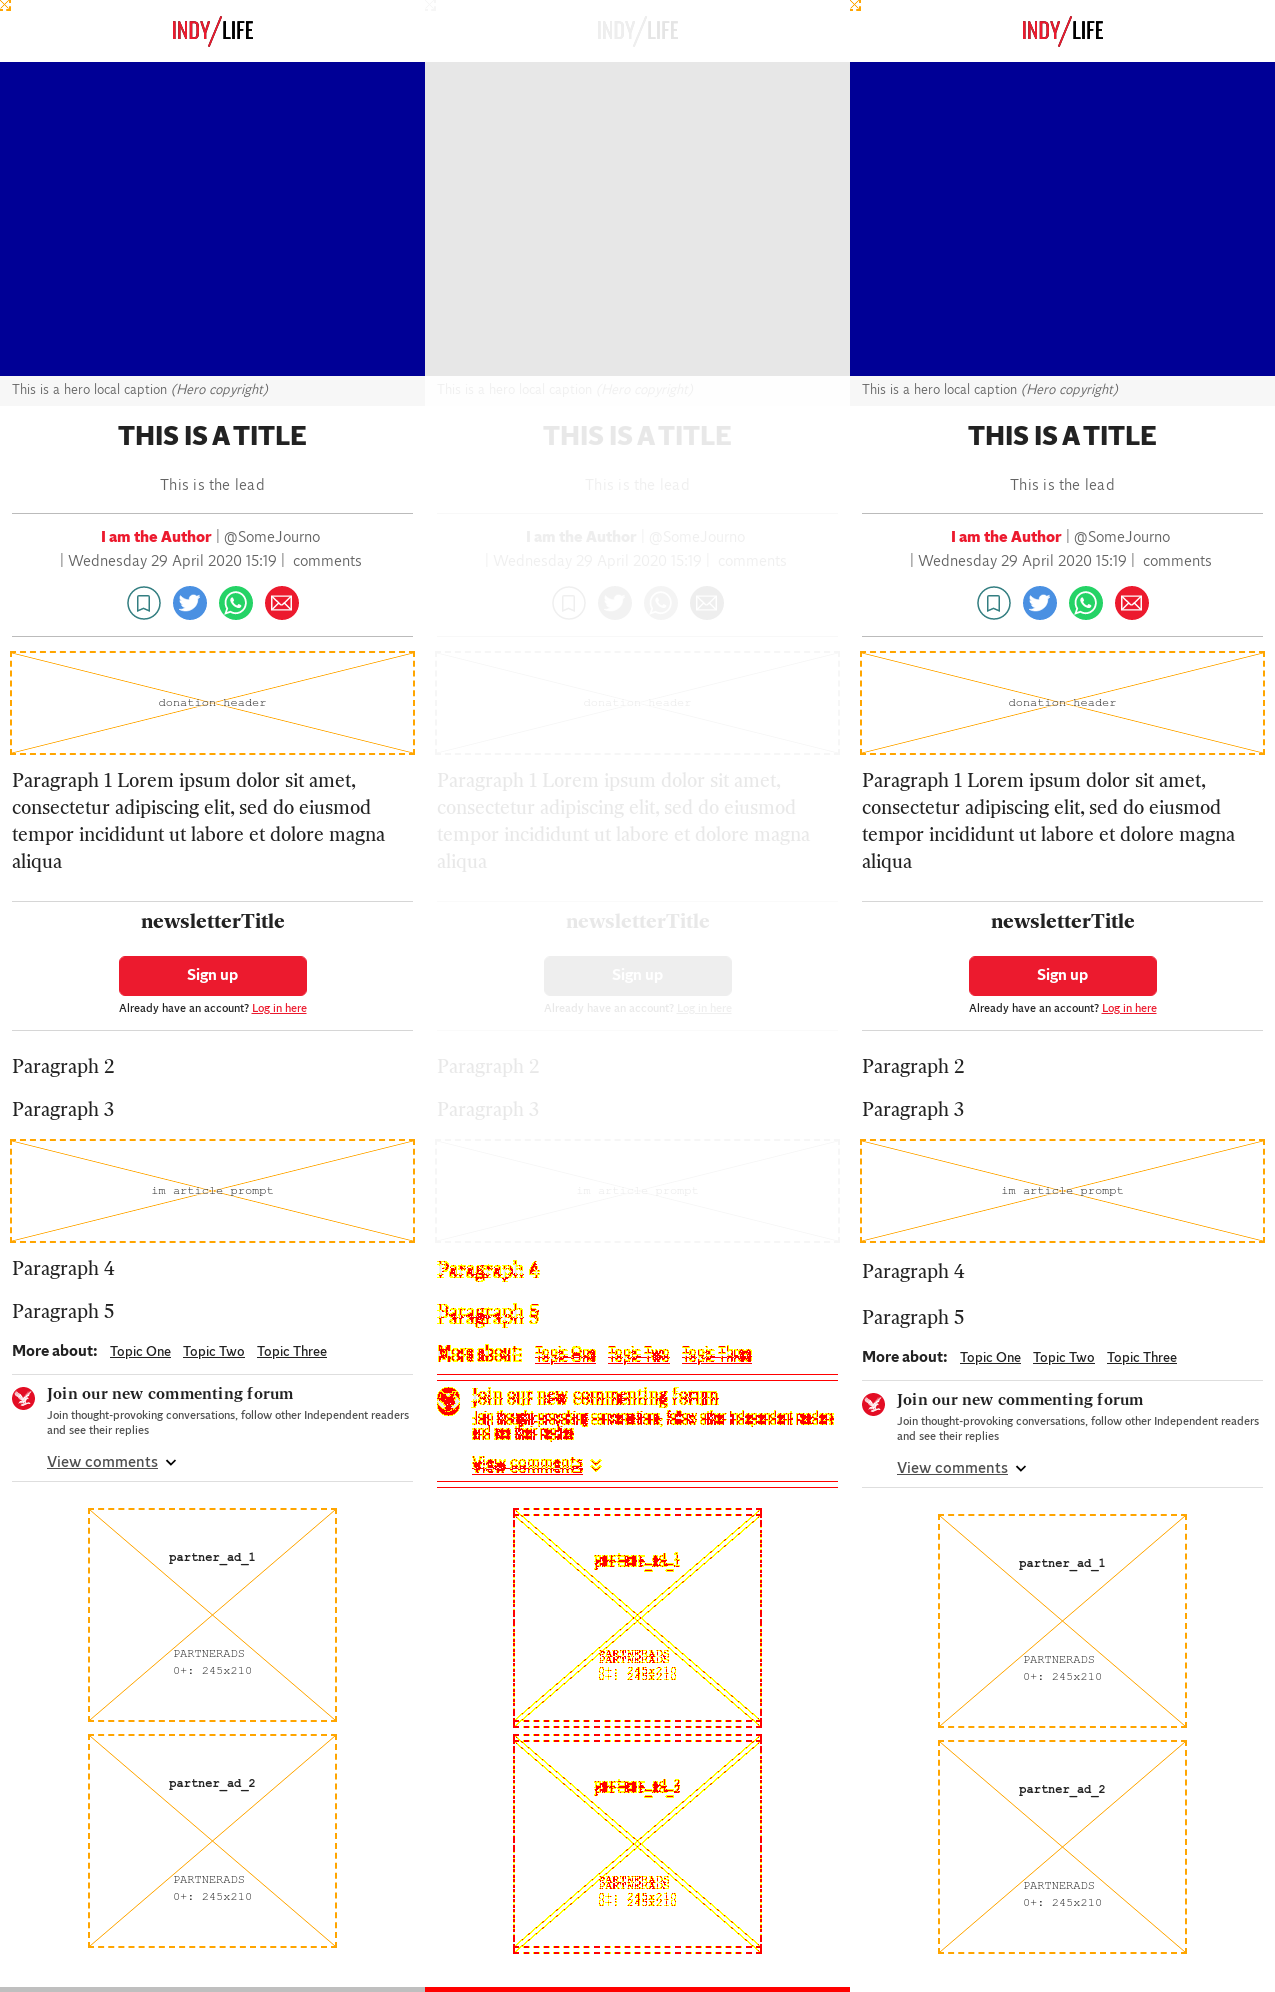 INDY/LIFE
This is a hero local caption (Hero copyright)
THIS IS A TITLE
This is the lead
I am the Author | @SomeJourno
| Wednesday 29 April 2020 15:19 | comments
donation header
Paragraph 1 Lorem ipsum dolor sit amet,
consectetur adipiscing elit, sed do eiusmod
tempor incididunt ut labore et dolore magna
aliqua
newsletterTitle
Sign up
Already have an account? Log in here
Paragraph 2
Paragraph 3
im article prompt
Paragraph 4
Paragraph 5
More about: Topic One Topic Two Topic Three
Join our new commenting forum
Join thought-provoking conversations, follow other Independent readers
and see their replies
View comments
partner_ad_1
PARTNERADS
0+: 245x210
partner_ad_2
PARTNERADS
0+: 245x210
INDY/LIFE
This is a hero local caption (Hero copyright)
THIS IS A TITLE
This is the lead
I am the Author | @SomeJourno
| Wednesday 29 April 2020 15:19 | comments
donation header
Paragraph 1 Lorem ipsum dolor sit amet,
consectetur adipiscing elit, sed do eiusmod
tempor incididunt ut labore et dolore magna
aliqua
newsletterTitle
Sign up
Already have an account? Log in here
Paragraph 2
Paragraph 3
im article prompt
Paragraph 4
Paragraph 5
More about: Topic One Topic Two Topic Three
Join our new commenting forum
View comments
partner_ad_1
PARTNERADS
0+: 245x210
partner_ad_2
PARTNERADS
0+: 245x210
INDY/LIFE
This is a hero local caption (Hero copyright)
THIS IS A TITLE
This is the lead
I am the Author | @SomeJourno
| Wednesday 29 April 2020 15:19 | comments
donation header
Paragraph 1 Lorem ipsum dolor sit amet,
consectetur adipiscing elit, sed do eiusmod
tempor incididunt ut labore et dolore magna
aliqua
newsletterTitle
Sign up
Already have an account? Log in here
Paragraph 2
Paragraph 3
im article prompt
Paragraph 4
Paragraph 5
More about: Topic One Topic Two Topic Three
Join our new commenting forum
Join thought-provoking conversations, follow other Independent readers
and see their replies
View comments
partner_ad_1
PARTNERADS
0+: 245x210
partner_ad_2
PARTNERADS
0+: 245x210